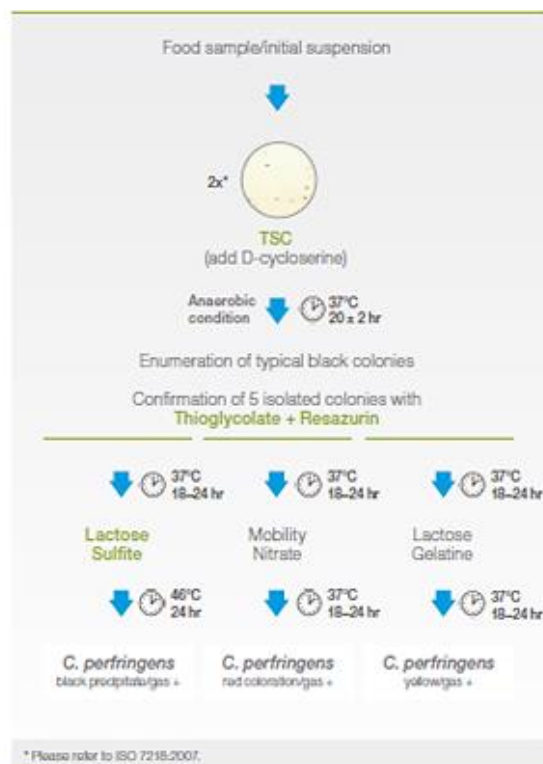 Food sample/initial suspension
2x*
TSC
(add D-cycloserine)
Anaerobic condition
37°C
20 ± 2 hr
Enumeration of typical black colonies
Confirmation of 5 isolated colonies with
Thioglycolate + Resazurin
37°C
18–24 hr
37°C
18–24 hr
37°C
18–24 hr
Lactose Sulfite
Mobility Nitrate
Lactose Gelatine
46°C
24 hr
37°C
18–24 hr
37°C
18–24 hr
C. perfringens
black precipitate/gas +
C. perfringens
red coloration/gas +
C. perfringens
yellow/gas +
* Please refer to ISO 7218:2007.